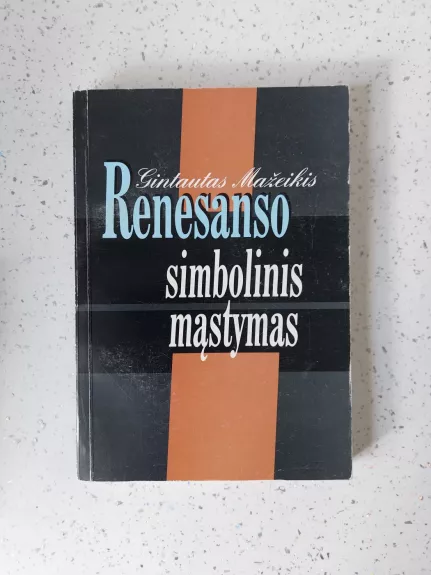 Gintautas Mažeikis
Renesanso
simbolinis
mąstymas